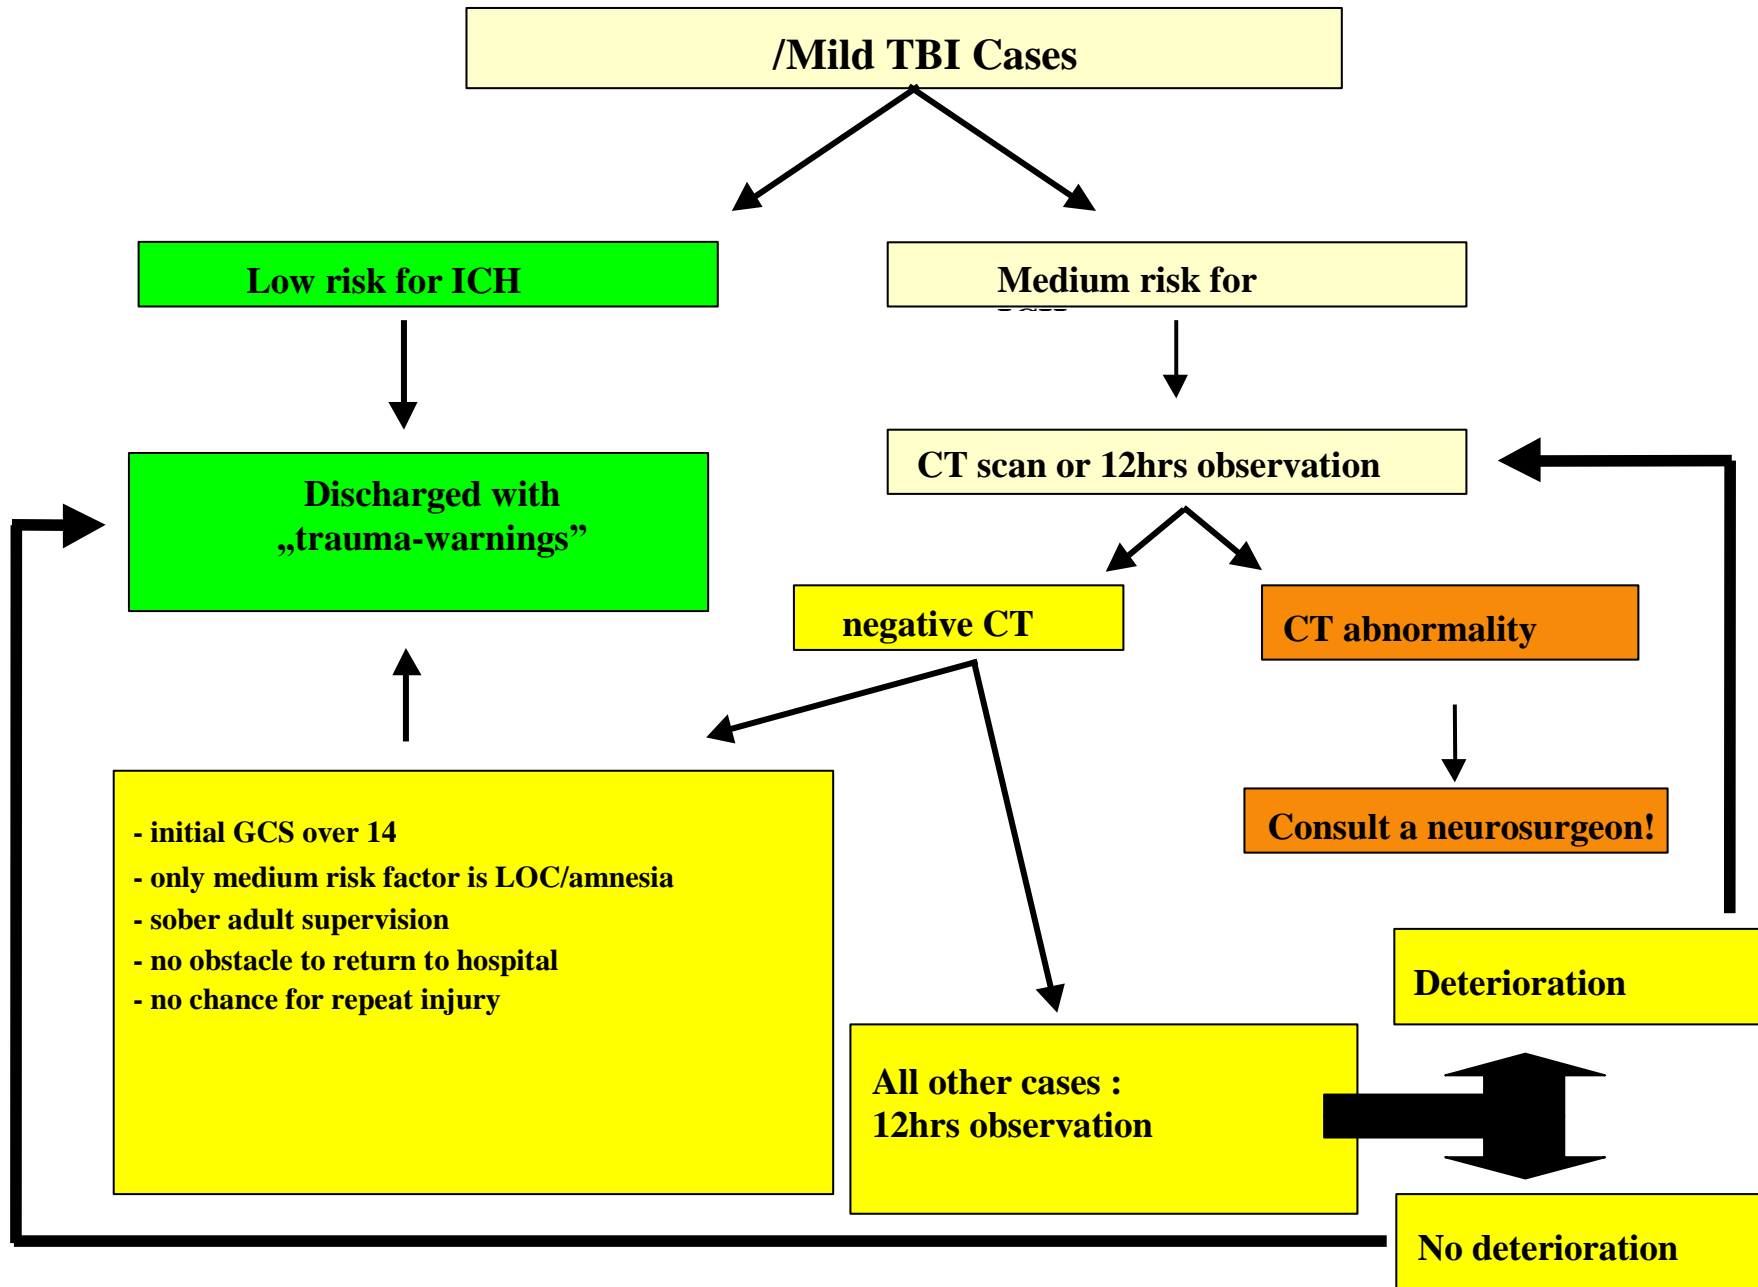 /Mild TBI Cases
Low risk for ICH
Medium risk for
Discharged with
„trauma-warnings”
CT scan or 12hrs observation
negative CT
CT abnormality
Consult a neurosurgeon!
- initial GCS over 14
- only medium risk factor is LOC/amnesia
- sober adult supervision
- no obstacle to return to hospital
- no chance for repeat injury
All other cases :
12hrs observation
Deterioration
No deterioration